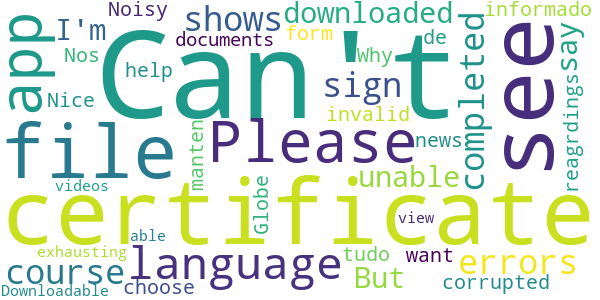 Noisy
I'm
shows
downloaded
informado
app
Can't
see
Nos
documents
form
Why
de
say
help
sign
completed
Nice
invalid
file
Please
news
reagrdings
manten
unable
certificate
videos
Globe
view
able
language
tudo
want
errors
exhausting
course
But
Downloadable
choose
corrupted